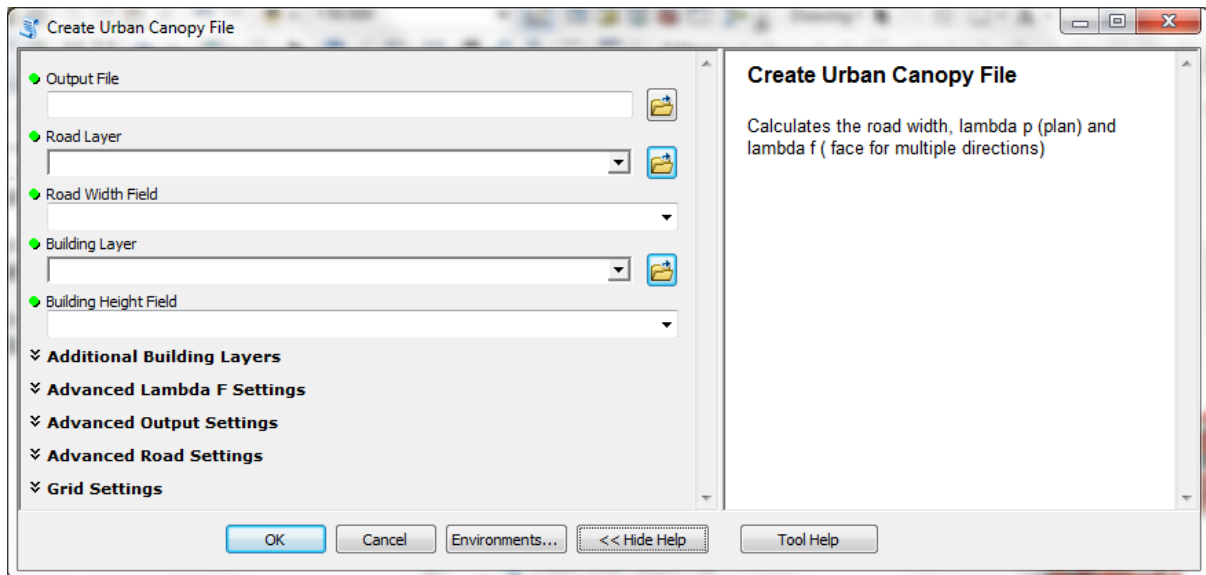 Create Urban Canopy File
Output File
Road Layer
Road Width Field
Building Layer
Building Height Field
Additional Building Layers
Advanced Lambda F Settings
Advanced Output Settings
Advanced Road Settings
Grid Settings
OK
Cancel
Environments...
<< Hide Help
Tool Help
Create Urban Canopy File
Calculates the road width, lambda p (plan) and
lambda f ( face for multiple directions)